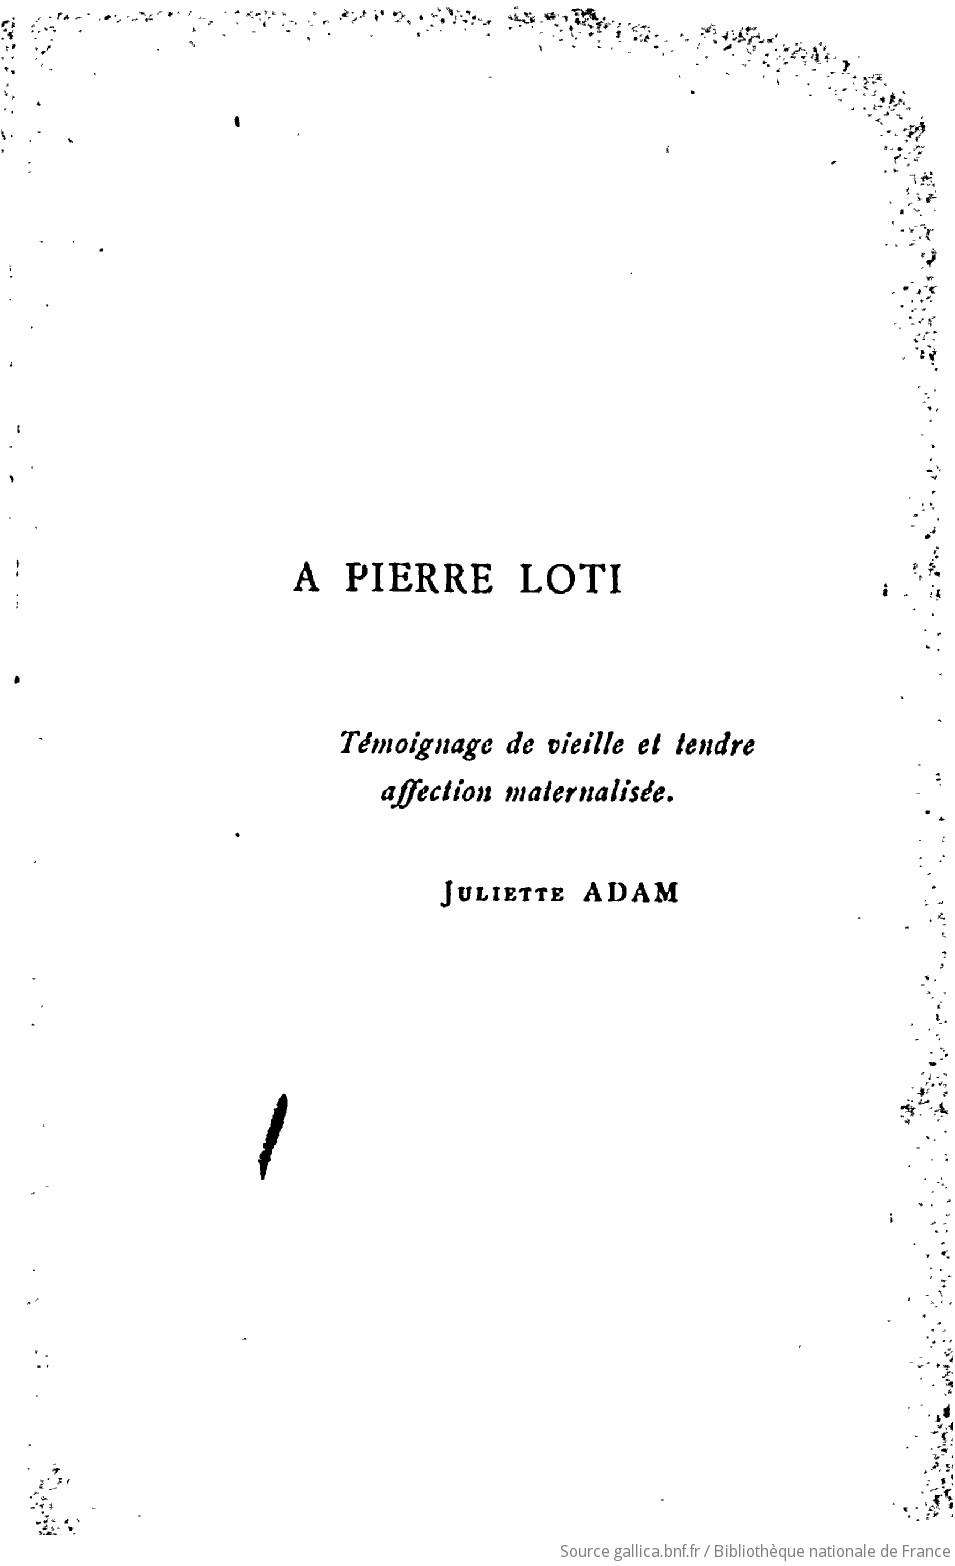 A PIERRE LOTI
Témoignage de vieille et tendre
affection maternalisée.
JULIETTE ADAM
Source gallica.bnf.fr / Bibliothèque nationale de France